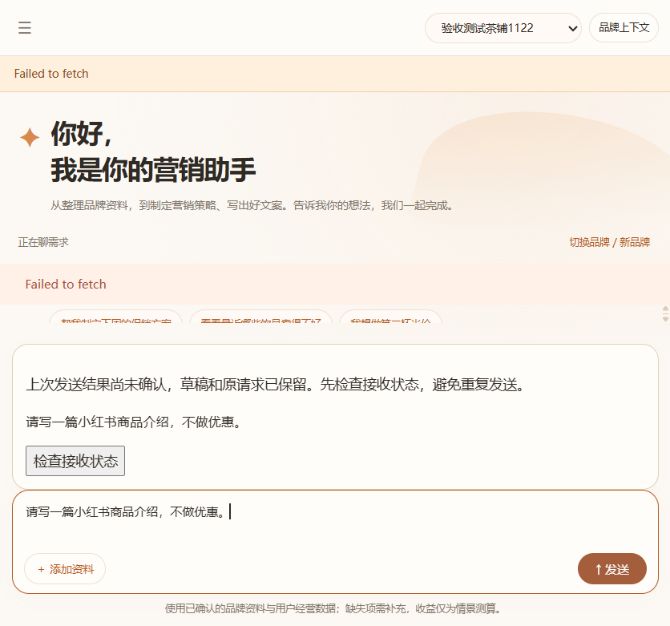 验收测试茶铺1122
品牌上下文
Failed to fetch
你好，
我是你的营销助手
从整理品牌资料，到制定营销策略、写出好文案。告诉我你的想法，我们一起完成。
正在聊需求
切换品牌 / 新品牌
Failed to fetch
上次发送结果尚未确认，草稿和原请求已保留。先检查接收状态，避免重复发送。
请写一篇小红书商品介绍，不做优惠。
检查接收状态
请写一篇小红书商品介绍，不做优惠。
+ 添加资料
↑ 发送
使用已确认的品牌资料与用户经营数据；缺失项需补充，收益仅为情景测算。